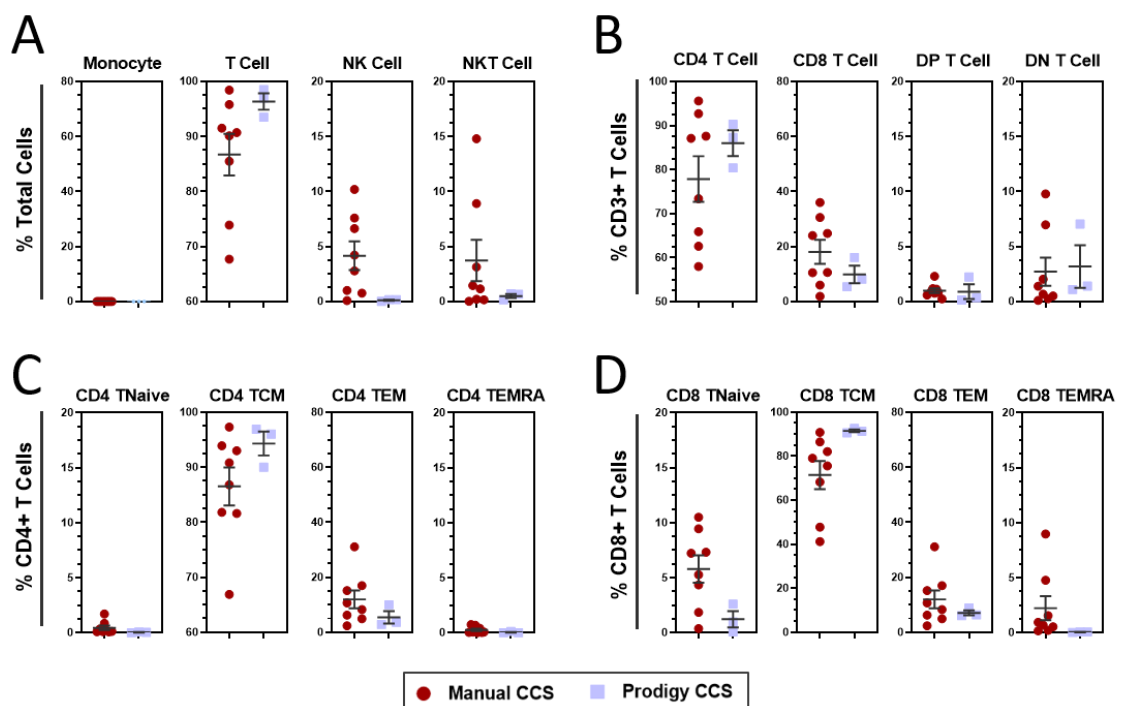 A
B
Monocyte T Cell NK Cell NKT Cell
CD4 T Cell CD8 T Cell DP T Cell DN T Cell
% Total Cells
80 60 40 20 0
100 90 80 70 60
20 15 10 5 0
20 15 10 5 0
% CD3+ T Cells
100 90 80 70 60 50
80 60 40 20 0
20 15 10 5 0
20 15 10 5 0
C
D
CD4 TNaive CD4 TCM CD4 TEM CD4 TEMRA
CD8 TNaive CD8 TCM CD8 TEM CD8 TEMRA
% CD4+ T Cells
20 15 10 5 0
100 90 80 70 60
80 60 40 20 0
20 15 10 5 0
% CD8+ T Cells
20 15 10 5 0
100 80 60 40 20 0
80 60 40 20 10 0
20 15 10 5 0
Manual CCS Prodigy CCS